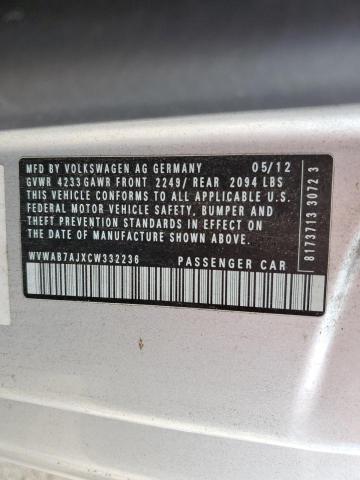 MFD BY VOLKSWAGEN AG GERMANY 05/12
GVWR 4233 GAWR FRONT 2249/ REAR 2094 LBS
THIS VEHICLE CONFORMS TO ALL APPLICABLE U.S.
FEDERAL MOTOR VEHICLE SAFETY, BUMPER AND
THEFT PREVENTION STANDARDS IN EFFECT ON
THE DATE OF MANUFACTURE SHOWN ABOVE.
WVWAB7AJXCW332236 PASSENGER CAR
8173713 3072 3